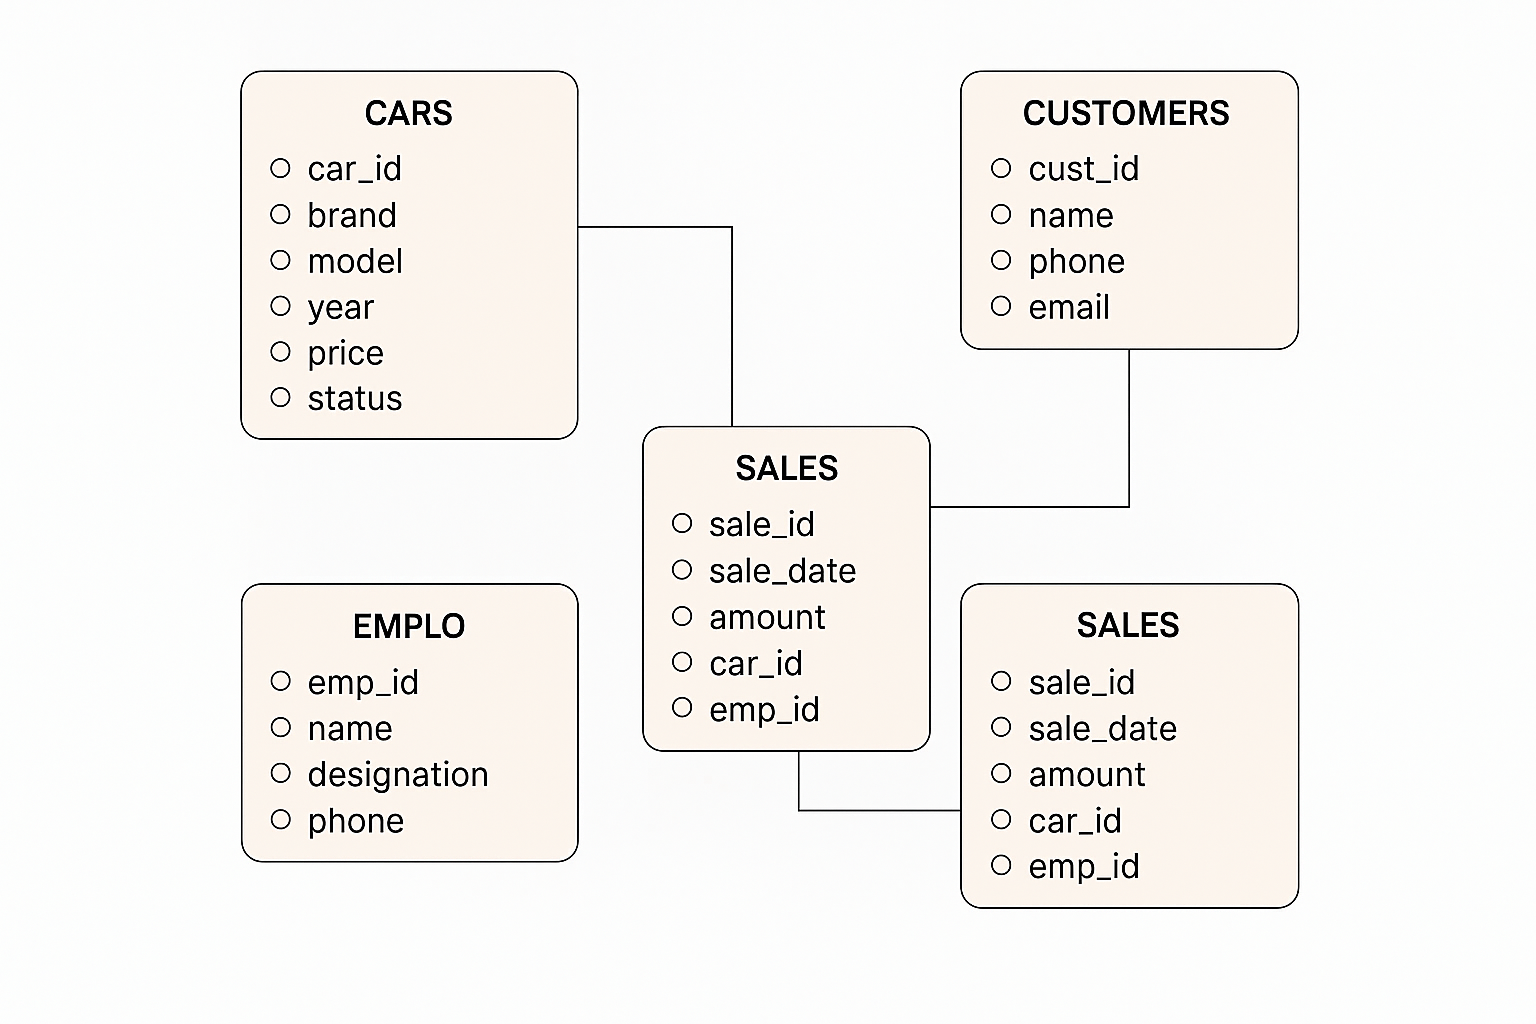 CARS
car_id
brand
model
year
price
status
CUSTOMERS
cust_id
name
phone
email
SALES
sale_id
sale_date
amount
car_id
emp_id
EMPLO
emp_id
name
designation
phone
SALES
sale_id
sale_date
amount
car_id
emp_id